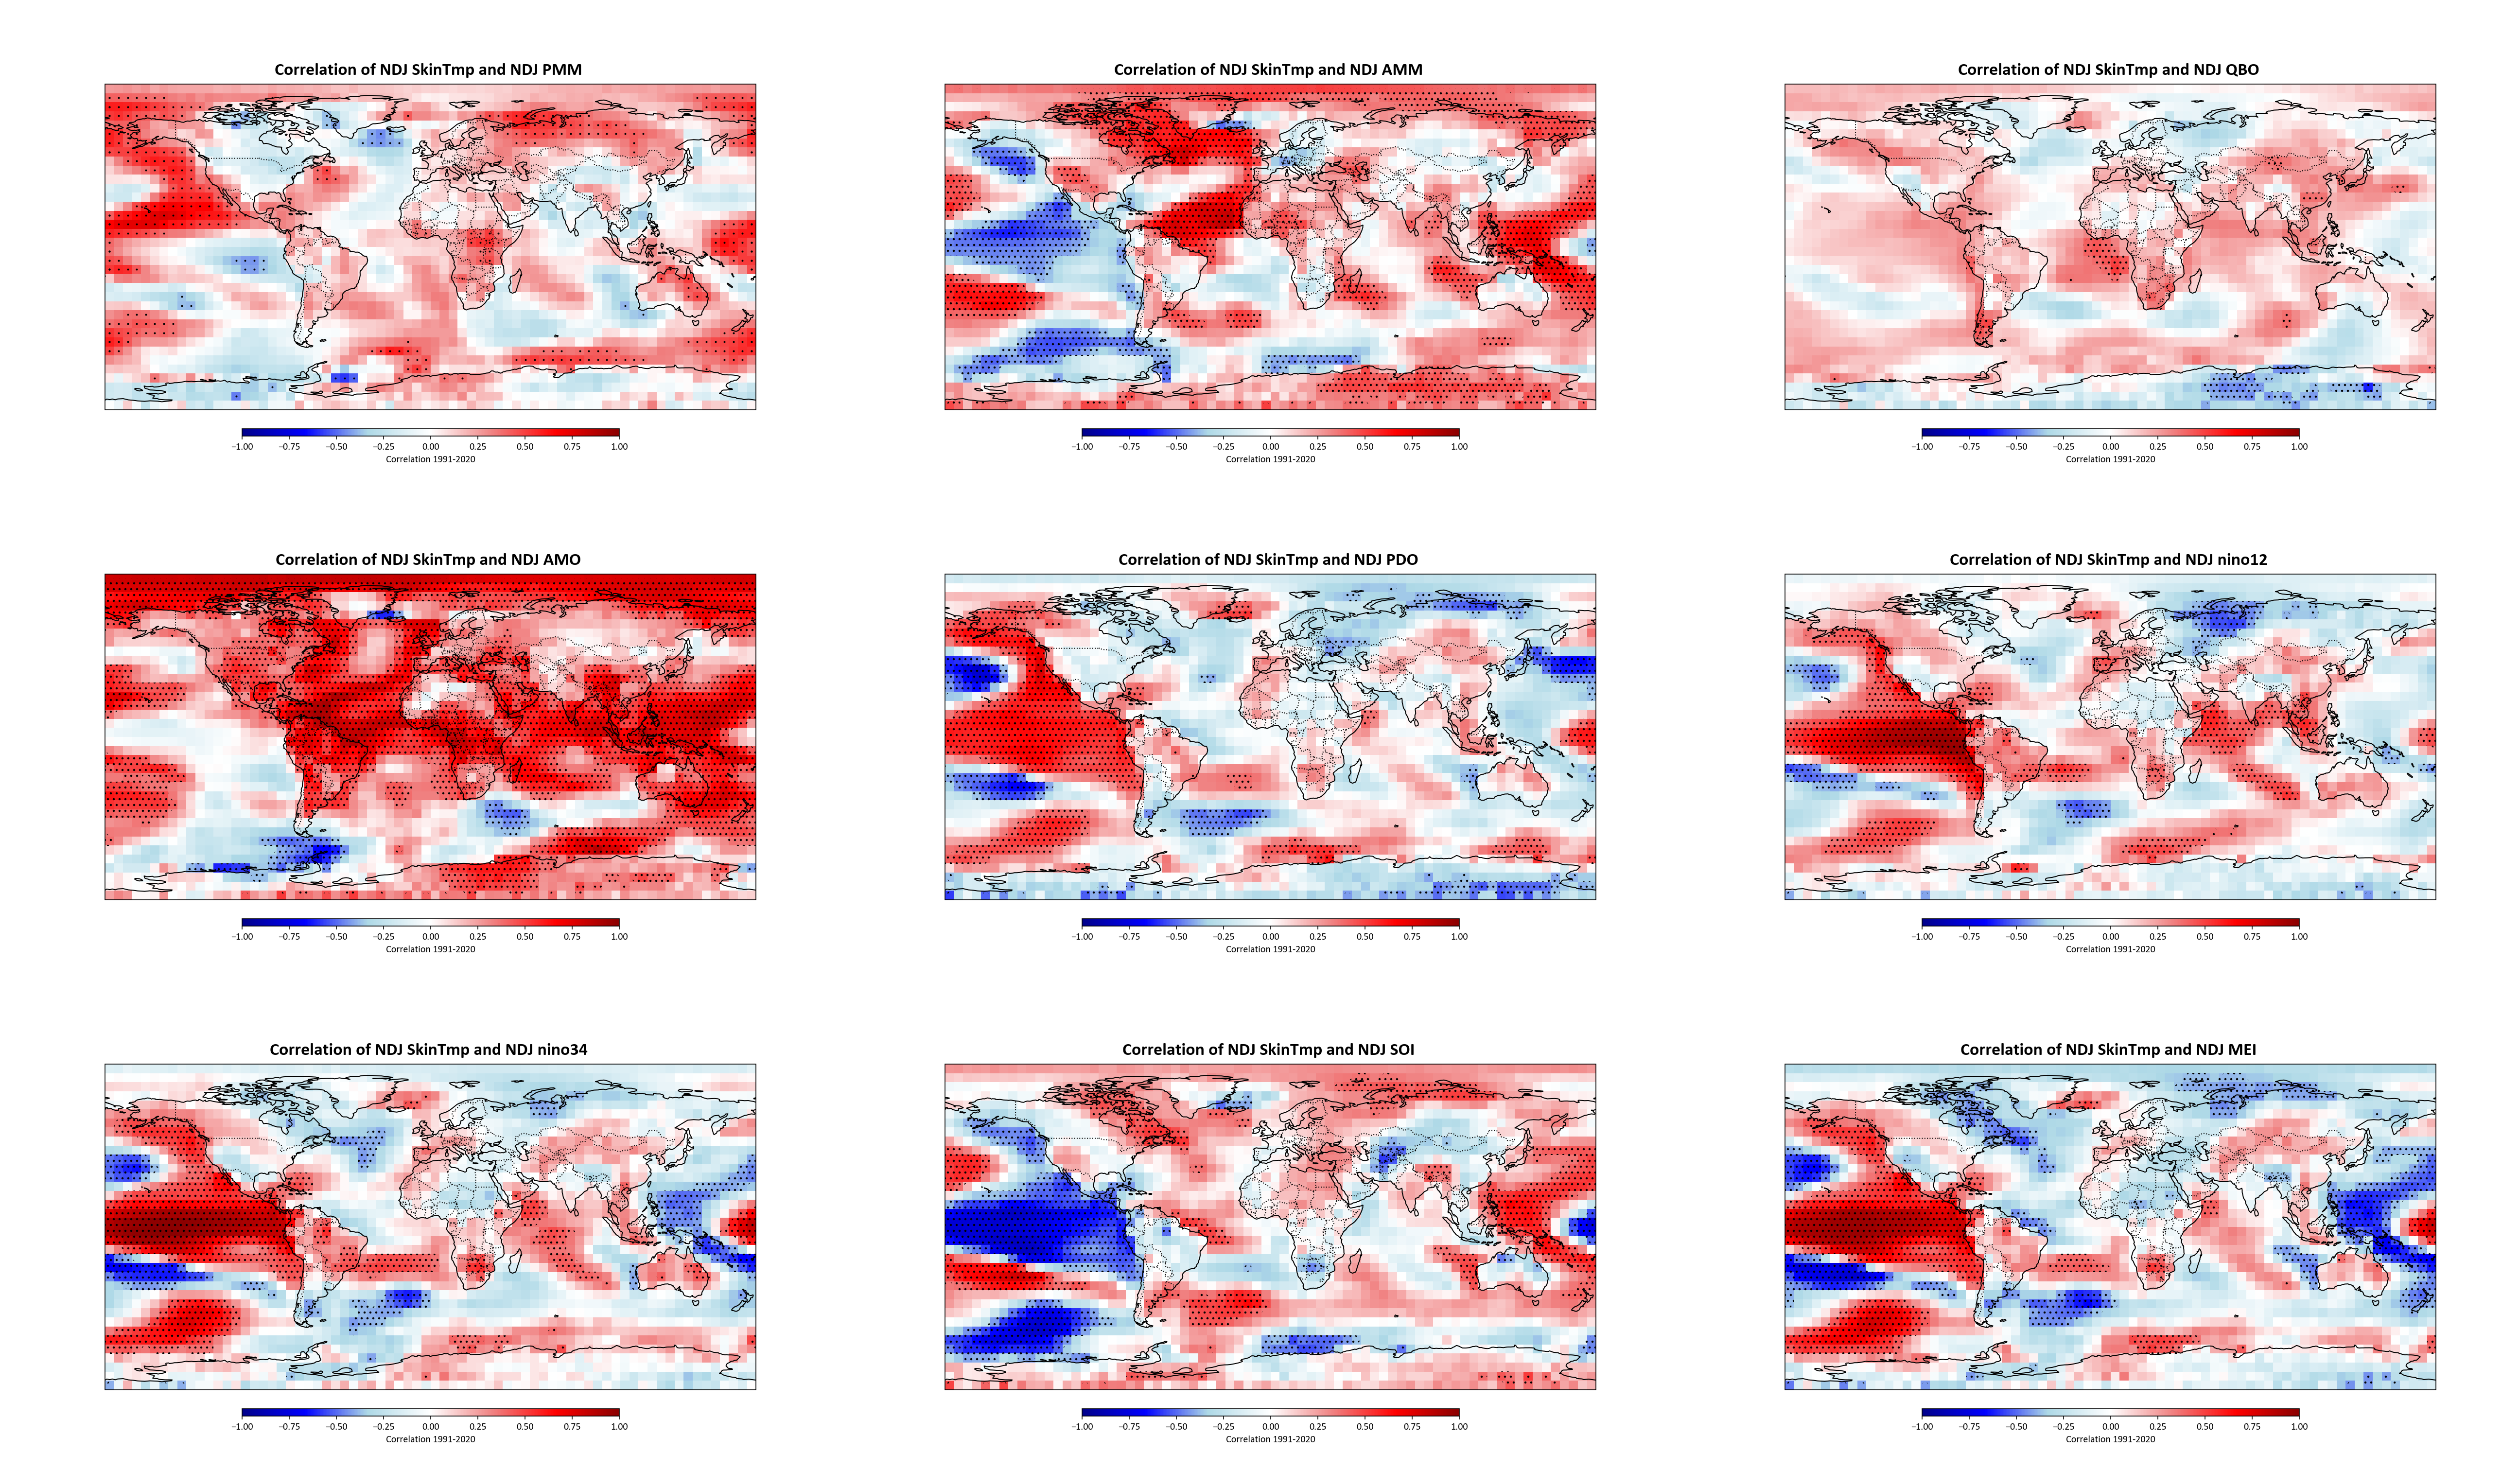 Correlation of NDJ SkinTmp and NDJ PMM
Correlation of NDJ SkinTmp and NDJ AMM
Correlation of NDJ SkinTmp and NDJ QBO
−1.00 −0.75 −0.50 −0.25 0.00 0.25 0.50 0.75 1.00
Correlation 1991-2020
−1.00 −0.75 −0.50 −0.25 0.00 0.25 0.50 0.75 1.00
Correlation 1991-2020
−1.00 −0.75 −0.50 −0.25 0.00 0.25 0.50 0.75 1.00
Correlation 1991-2020
Correlation of NDJ SkinTmp and NDJ AMO
Correlation of NDJ SkinTmp and NDJ PDO
Correlation of NDJ SkinTmp and NDJ nino12
−1.00 −0.75 −0.50 −0.25 0.00 0.25 0.50 0.75 1.00
Correlation 1991-2020
−1.00 −0.75 −0.50 −0.25 0.00 0.25 0.50 0.75 1.00
Correlation 1991-2020
−1.00 −0.75 −0.50 −0.25 0.00 0.25 0.50 0.75 1.00
Correlation 1991-2020
Correlation of NDJ SkinTmp and NDJ nino34
Correlation of NDJ SkinTmp and NDJ SOI
Correlation of NDJ SkinTmp and NDJ MEI
−1.00 −0.75 −0.50 −0.25 0.00 0.25 0.50 0.75 1.00
Correlation 1991-2020
−1.00 −0.75 −0.50 −0.25 0.00 0.25 0.50 0.75 1.00
Correlation 1991-2020
−1.00 −0.75 −0.50 −0.25 0.00 0.25 0.50 0.75 1.00
Correlation 1991-2020